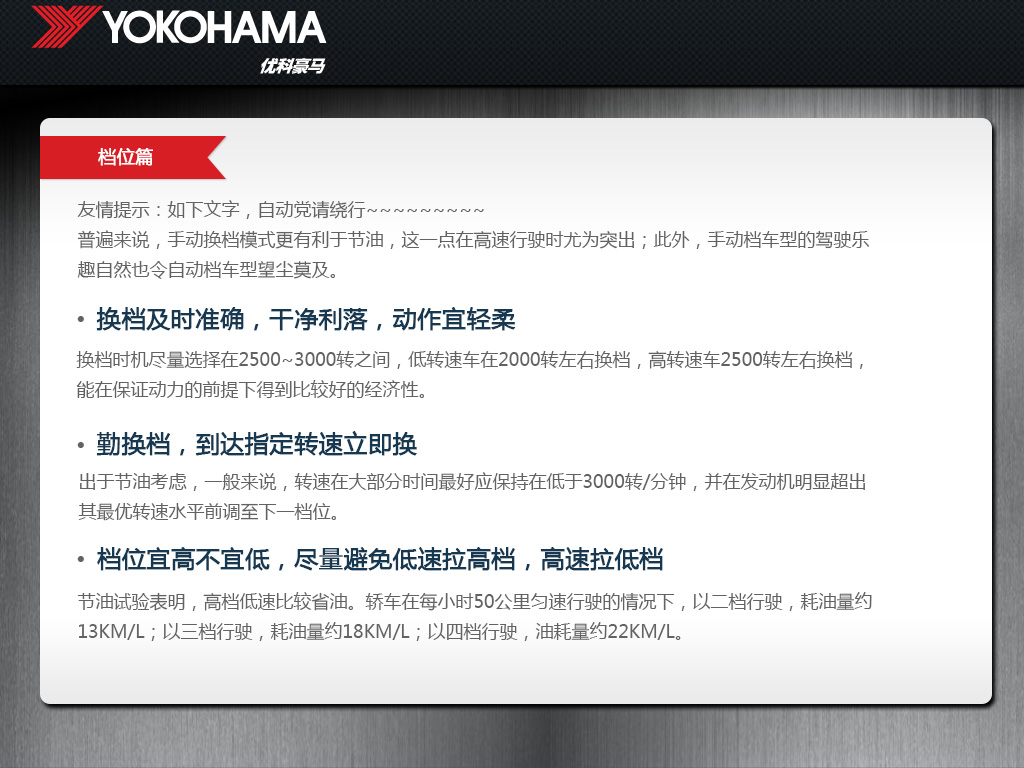 YOKOHAMA
优科豪马
档位篇
友情提示：如下文字，自动党请绕行~~~~~~~~~
普遍来说，手动换档模式更有利于节油，这一点在高速行驶时尤为突出；此外，手动档车型的驾驶乐
趣自然也令自动档车型望尘莫及。
• 换档及时准确，干净利落，动作宜轻柔
换档时机尽量选择在2500~3000转之间，低转速车在2000转左右换档，高转速车2500转左右换档，
能在保证动力的前提下得到比较好的经济性。
• 勤换档，到达指定转速立即换
出于节油考虑，一般来说，转速在大部分时间最好应保持在低于3000转/分钟，并在发动机明显超出
其最优转速水平前调至下一档位。
• 档位宜高不宜低，尽量避免低速拉高档，高速拉低档
节油试验表明，高档低速比较省油。轿车在每小时50公里匀速行驶的情况下，以二档行驶，耗油量约
13KM/L；以三档行驶，耗油量约18KM/L；以四档行驶，油耗量约22KM/L。